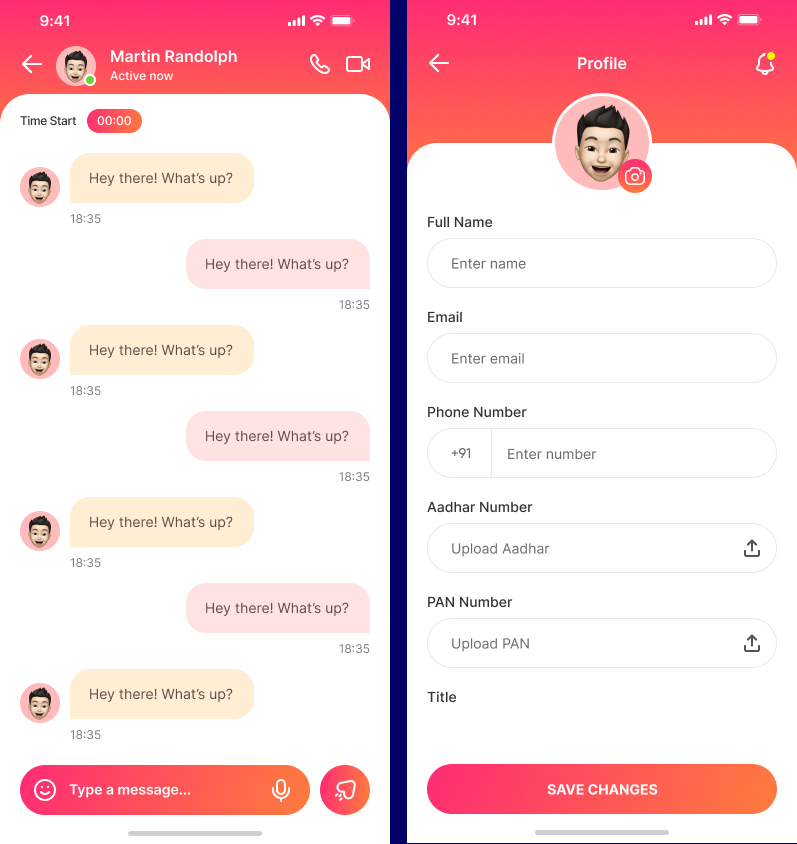 9:41
Martin Randolph
Active now
Time Start 00:00
Hey there! What's up?
18:35
Hey there! What's up?
18:35
Hey there! What's up?
18:35
Hey there! What's up?
18:35
Hey there! What's up?
18:35
Hey there! What's up?
18:35
Hey there! What's up?
18:35
Type a message...
9:41
Profile
Full Name
Enter name
Email
Enter email
Phone Number
+91 Enter number
Aadhar Number
Upload Aadhar
PAN Number
Upload PAN
Title
SAVE CHANGES